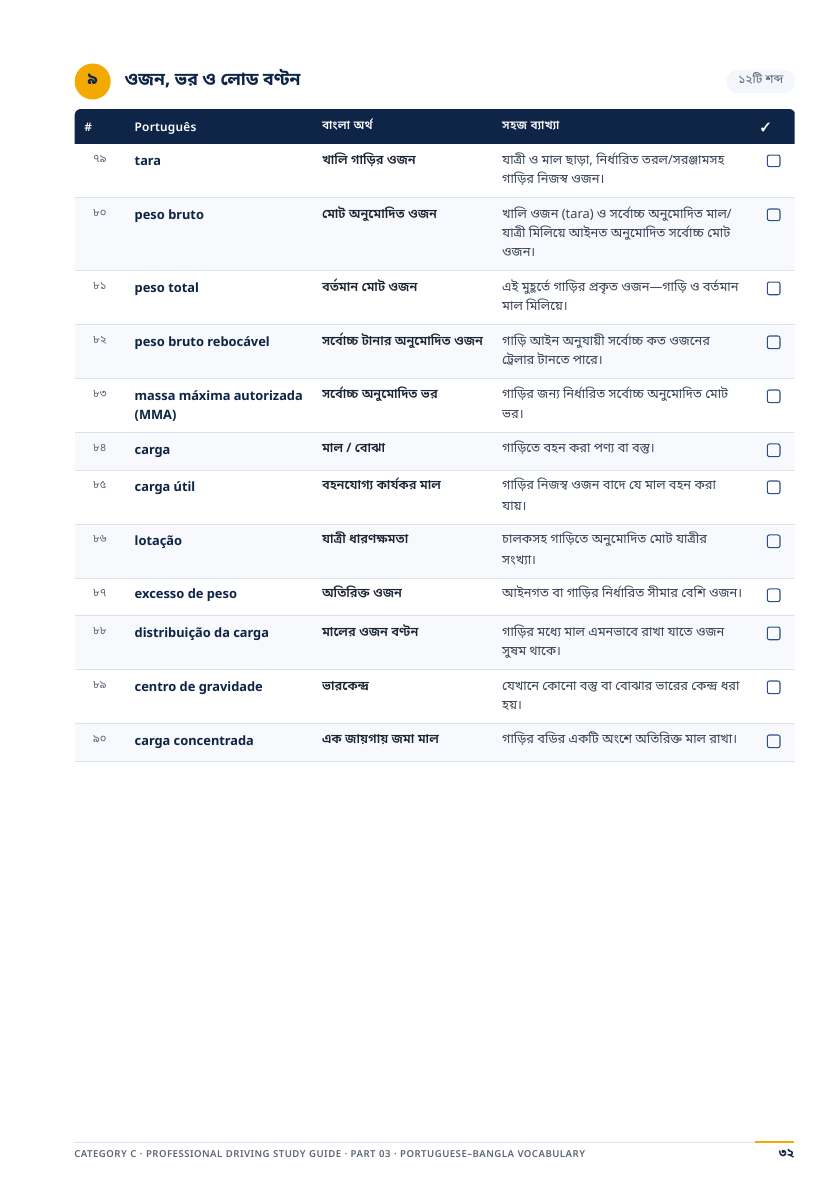 ৯ ওজন, ভর ও লোড বণ্টন ১২টি শব্দ
# Português বাংলা অর্থ সহজ ব্যাখ্যা ✓
৭৯ tara খালি গাড়ির ওজন যাত্রী ও মাল ছাড়া, নির্ধারিত তরল/সরঞ্জামসহ
গাড়ির নিজস্ব ওজন।
৮০ peso bruto মোট অনুমোদিত ওজন খালি ওজন (tara) ও সর্বোচ্চ অনুমোদিত মাল/
যাত্রী মিলিয়ে আইনত অনুমোদিত সর্বোচ্চ মোট
ওজন।
৮১ peso total বর্তমান মোট ওজন এই মুহূর্তে গাড়ির প্রকৃত ওজন—গাড়ি ও বর্তমান
মাল মিলিয়ে।
৮২ peso bruto rebocável সর্বোচ্চ টানার অনুমোদিত ওজন গাড়ি আইন অনুযায়ী সর্বোচ্চ কত ওজনের
ট্রেলার টানতে পারে।
৮৩ massa máxima autorizada সর্বোচ্চ অনুমোদিত ভর গাড়ির জন্য নির্ধারিত সর্বোচ্চ অনুমোদিত মোট
(MMA) ভর।
৮৪ carga মাল / বোঝা গাড়িতে বহন করা পণ্য বা বস্তু।
৮৫ carga útil বহনযোগ্য কার্যকর মাল গাড়ির নিজস্ব ওজন বাদে যে মাল বহন করা
যায়।
৮৬ lotação যাত্রী ধারণক্ষমতা চালকসহ গাড়িতে অনুমোদিত মোট যাত্রীর
সংখ্যা।
৮৭ excesso de peso অতিরিক্ত ওজন আইনগত বা গাড়ির নির্ধারিত সীমার বেশি ওজন।
৮৮ distribuição da carga মালের ওজন বণ্টন গাড়ির মধ্যে মাল এমনভাবে রাখা যাতে ওজন
সুষম থাকে।
৮৯ centro de gravidade ভারকেন্দ্র যেখানে কোনো বস্তু বা বোঝার ভারের কেন্দ্র ধরা
হয়।
৯০ carga concentrada এক জায়গায় জমা মাল গাড়ির বডির একটি অংশে অতিরিক্ত মাল রাখা।
CATEGORY C · PROFESSIONAL DRIVING STUDY GUIDE · PART 03 · PORTUGUESE–BANGLA VOCABULARY ৩২